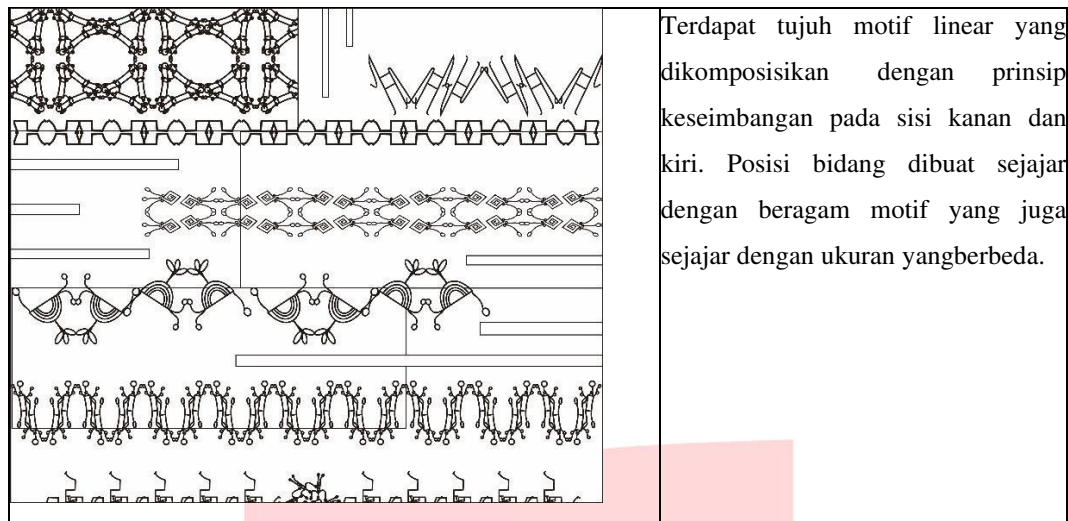 Terdapat tujuh motif linear yang
dikomposisikan dengan prinsip
keseimbangan pada sisi kanan dan
kiri. Posisi bidang dibuat sejajar
dengan beragam motif yang juga
sejajar dengan ukuran yangberbeda.